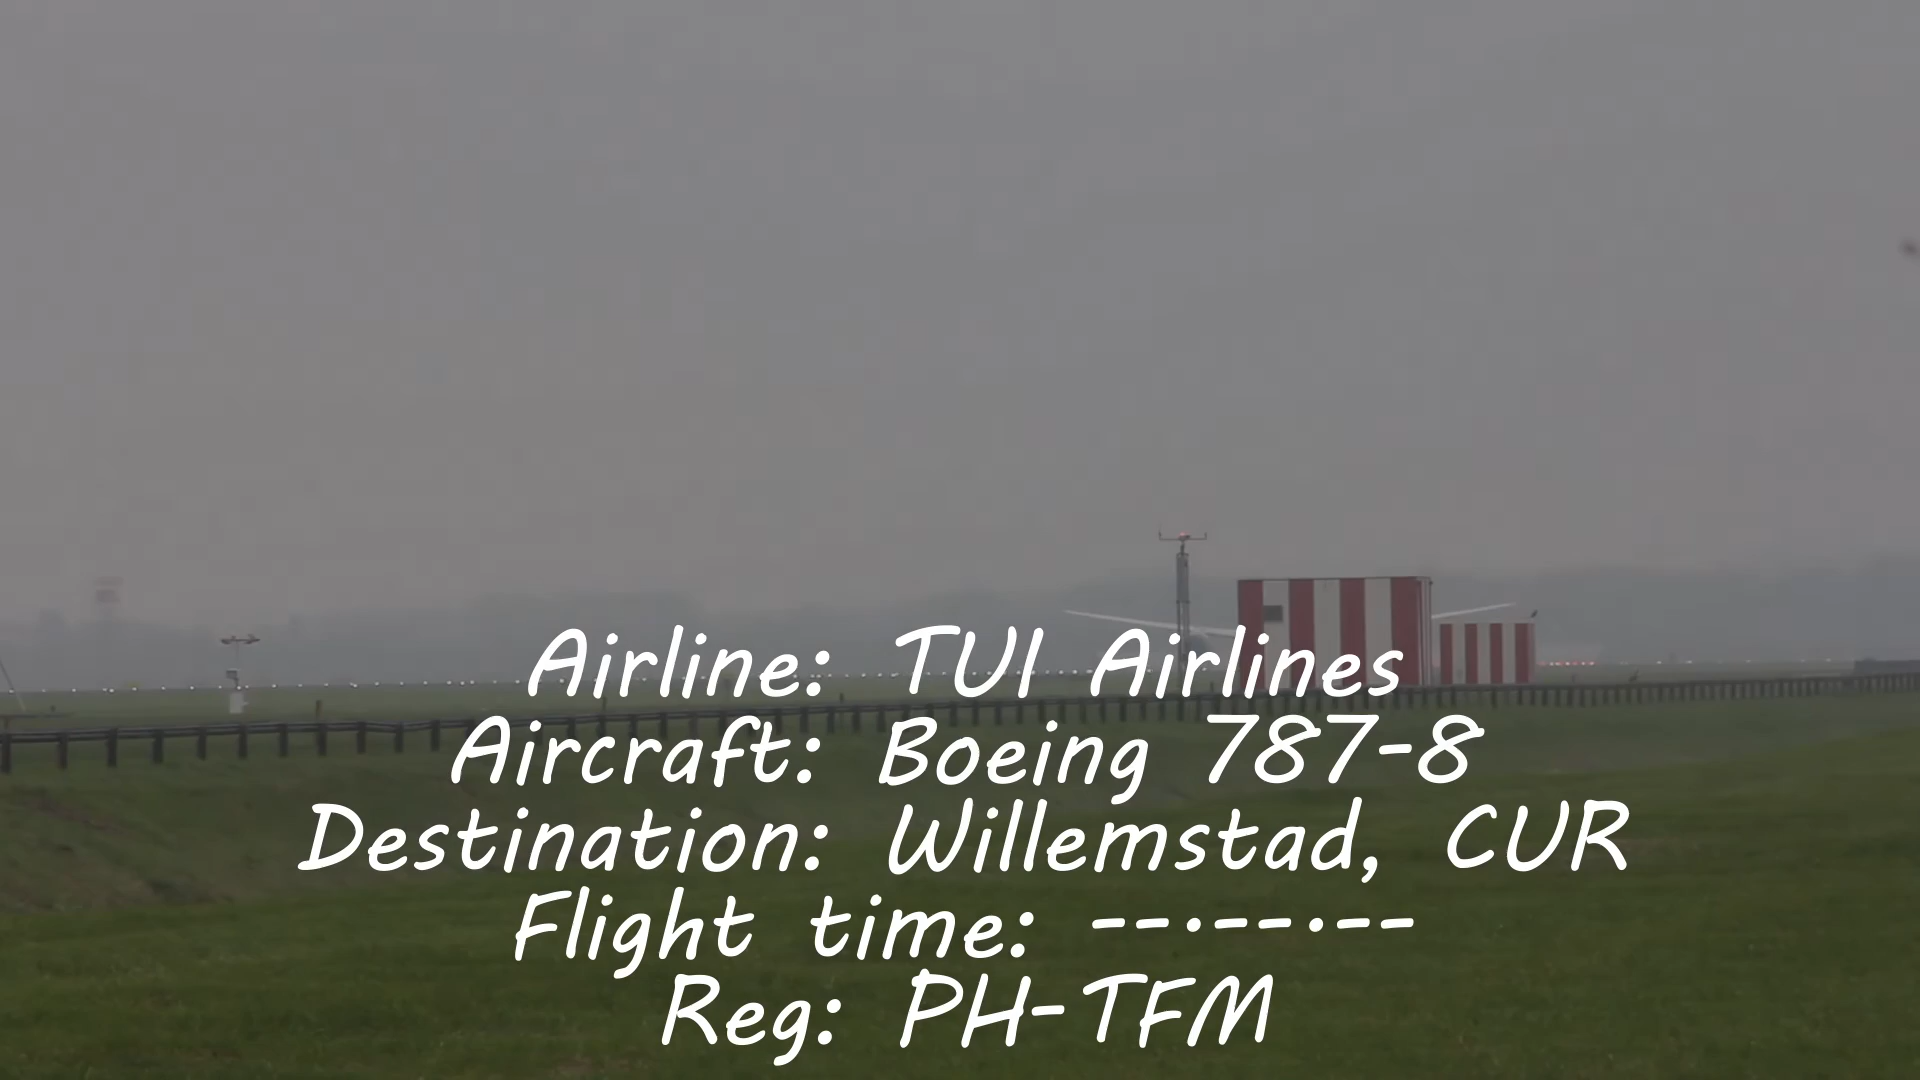 Airline: TUI Airlines
Aircraft: Boeing 787-8
Destination: Willemstad, CUR
Flight time: --.--.--
Reg: PH-TFM